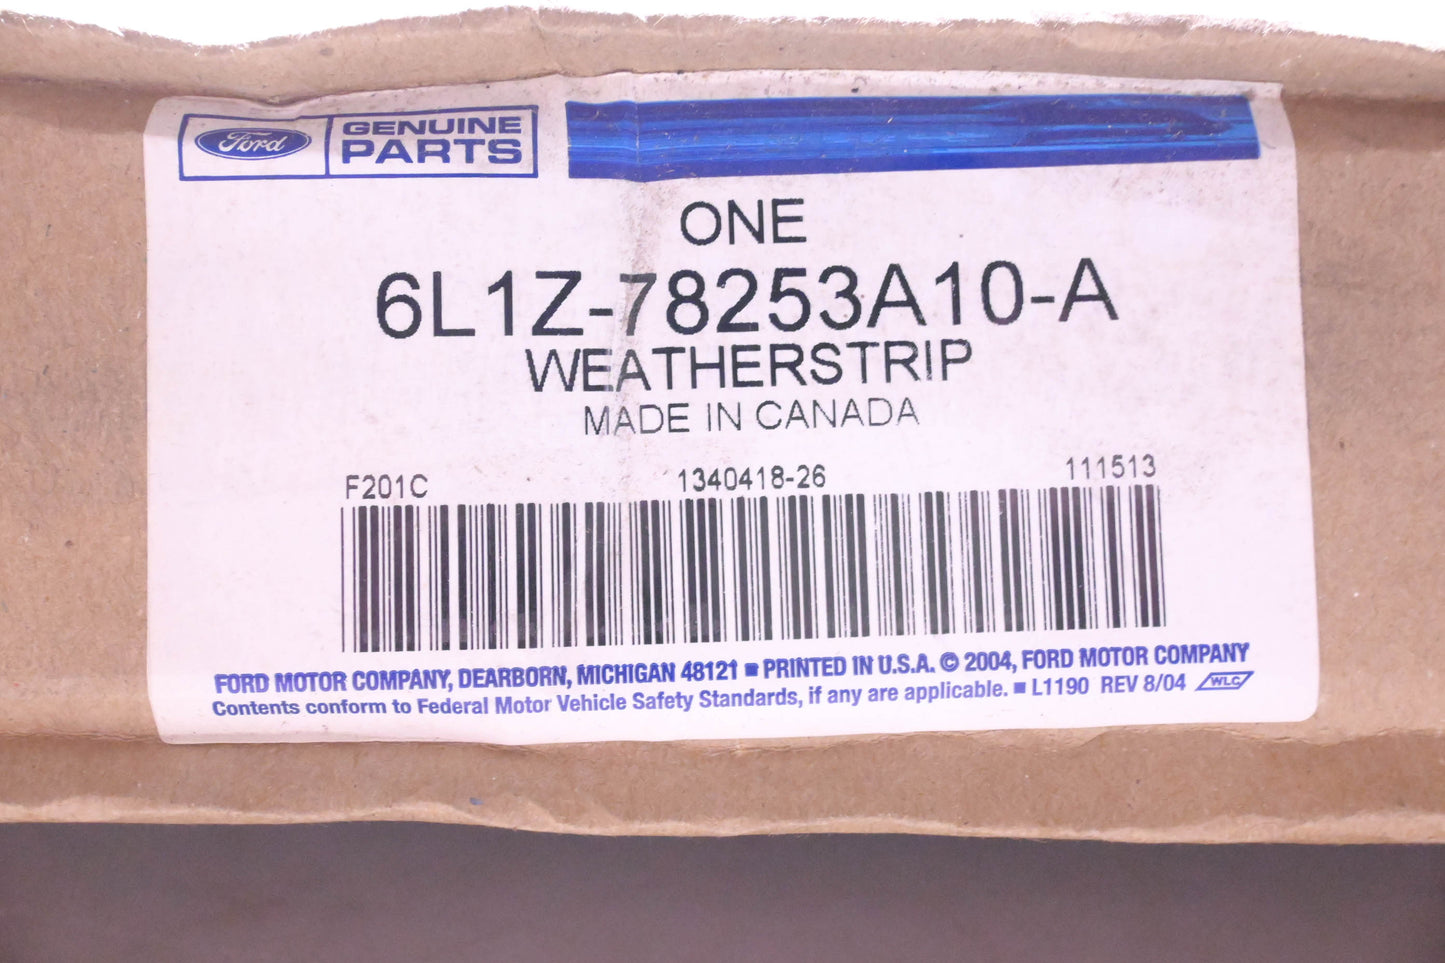 Ford GENUINE PARTS
ONE
6L1Z-78253A10-A
WEATHERSTRIP
MADE IN CANADA
F201C 1340418-26 111513
FORD MOTOR COMPANY, DEARBORN, MICHIGAN 48121 ■ PRINTED IN U.S.A. © 2004, FORD MOTOR COMPANY
Contents conform to Federal Motor Vehicle Safety Standards, if any are applicable. ■ L1190 REV 8/04 WLC